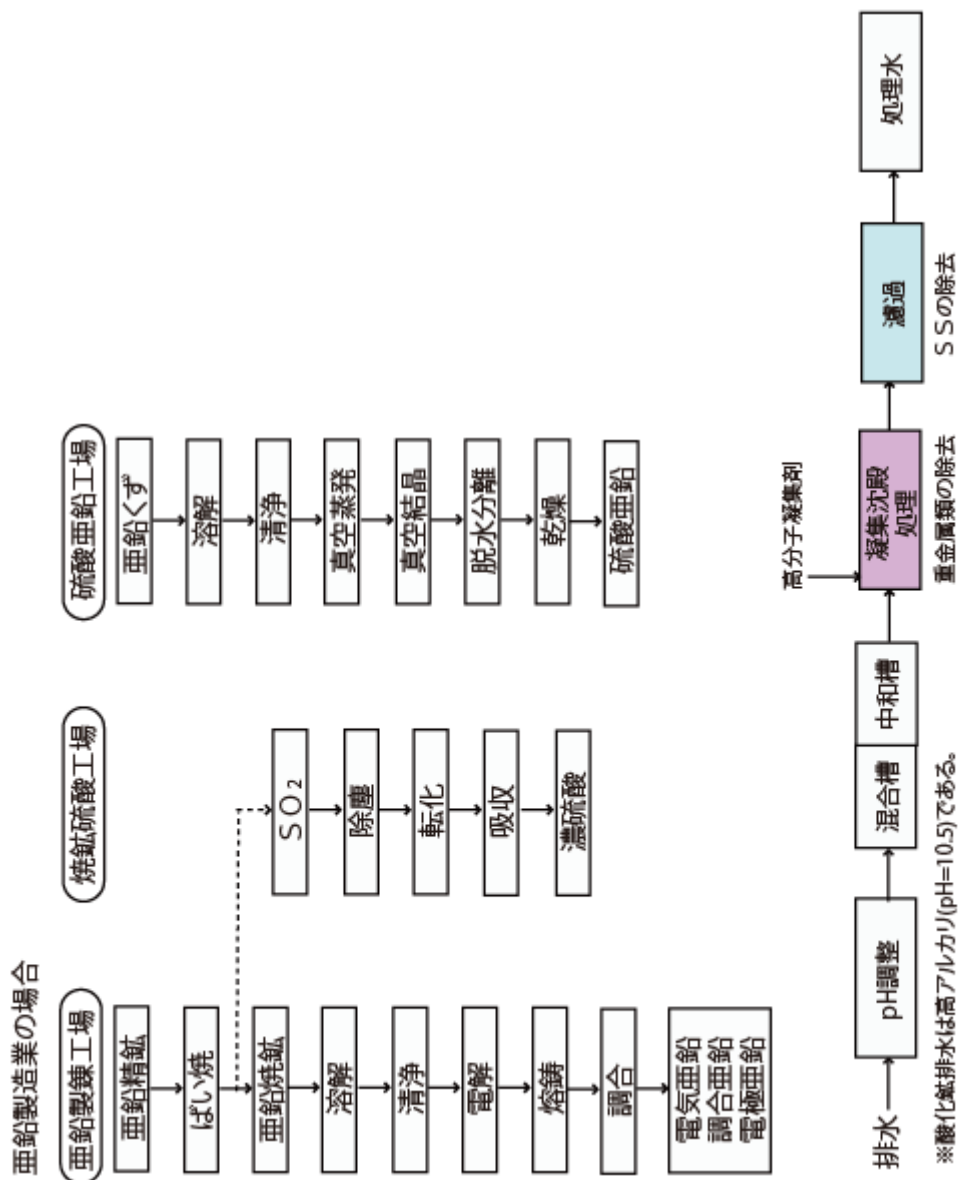 亜鉛製造業の場合
亜鉛製錬工場
亜鉛精鉱
ばい焼
亜鉛焼鉱
溶解
清浄
電解
熔鋳
調合
電気亜鉛
調合亜鉛
電極亜鉛
焼鉱硫酸工場
SO₂
除塵
転化
吸収
濃硫酸
硫酸亜鉛工場
亜鉛くず
溶解
清浄
真空蒸発
真空結晶
脱水分離
乾燥
硫酸亜鉛
排水
pH調整
混合槽
中和槽
高分子凝集剤
凝集沈殿
処理
重金属類の除去
濾過
SSの除去
処理水
※酸化鉱排水は高アルカリ(pH=10.5)である。